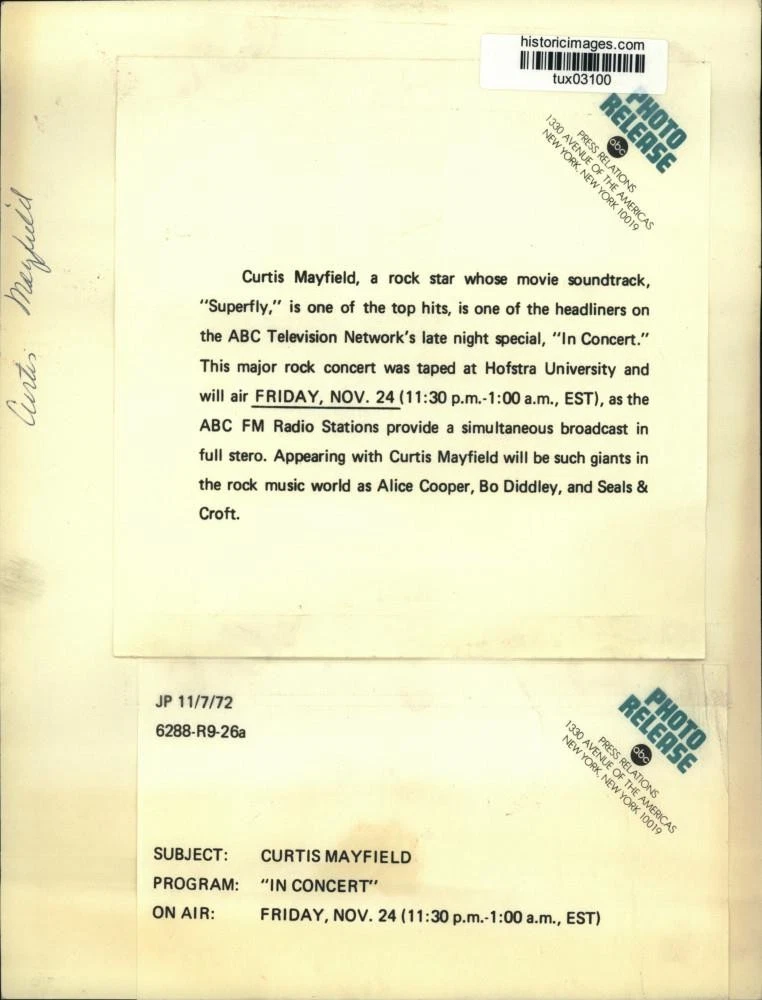 historicimages.com
tux03100
PHOTO
RELEASE
abc
PRESS RELATIONS
1330 AVENUE OF THE AMERICAS
NEW YORK, NEW YORK 10019
Curtis Mayfield
Curtis Mayfield, a rock star whose movie soundtrack,
"Superfly," is one of the top hits, is one of the headliners on
the ABC Television Network's late night special, "In Concert."
This major rock concert was taped at Hofstra University and
will air FRIDAY, NOV. 24 (11:30 p.m.-1:00 a.m., EST), as the
ABC FM Radio Stations provide a simultaneous broadcast in
full stero. Appearing with Curtis Mayfield will be such giants in
the rock music world as Alice Cooper, Bo Diddley, and Seals &
Croft.
JP 11/7/72
6288-R9-26a
PHOTO
RELEASE
abc
PRESS RELATIONS
1330 AVENUE OF THE AMERICAS
NEW YORK, NEW YORK 10019
SUBJECT: CURTIS MAYFIELD
PROGRAM: "IN CONCERT"
ON AIR: FRIDAY, NOV. 24 (11:30 p.m.-1:00 a.m., EST)